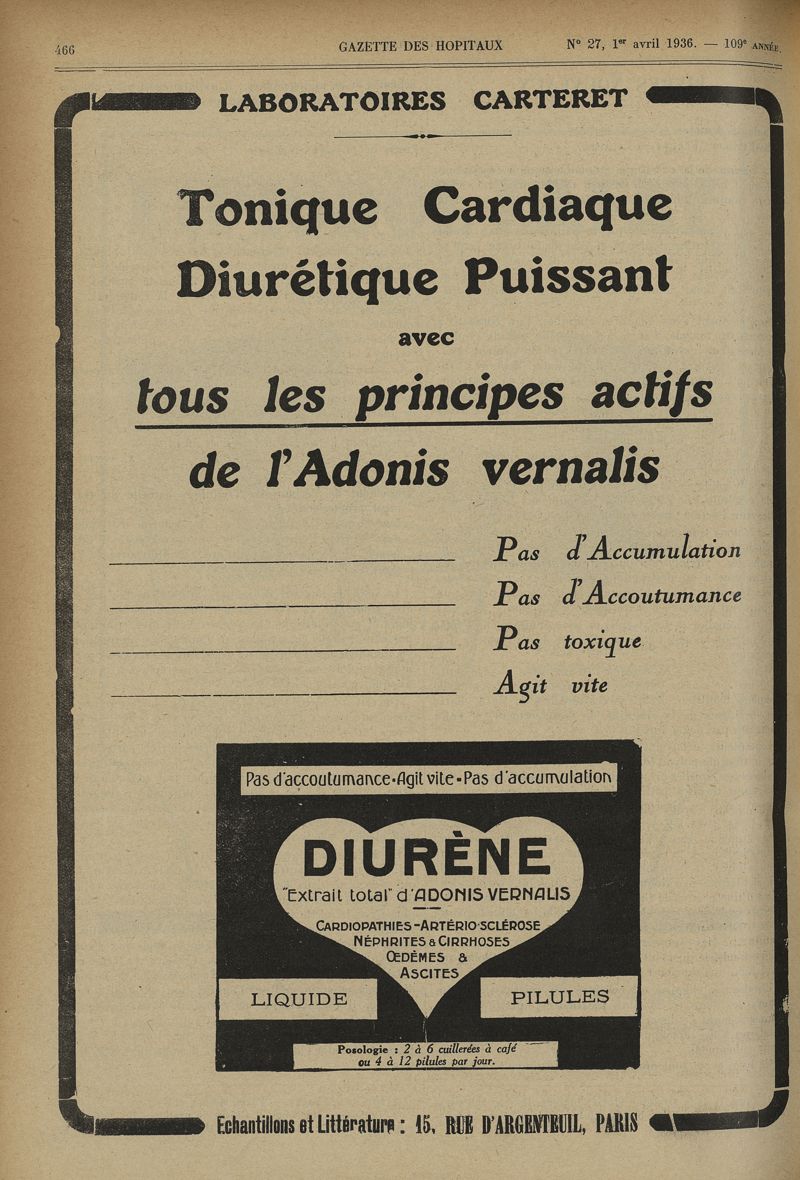 466 GAZETTE DES HOPITAUX N° 27, 1er avril 1936. — 109e ANNÉE.
LABORATOIRES CARTERET
Tonique Cardiaque
Diurétique Puissant
avec
tous les principes actifs
de l'Adonis vernalis
Pas d'Accumulation
Pas d'Accoutumance
Pas toxique
Agit vite
Pas d'accoutumance-Agit vite-Pas d'accumulation
DIURÈNE
"Extrait total" d'ADONIS VERNALIS
CARDIOPATHIES-ARTÉRIO-SCLÉROSE
NÉPHRITES & CIRRHOSES
ŒDÈMES &
ASCITES
LIQUIDE PILULES
Posologie : 2 à 6 cuillerées à café
ou 4 à 12 pilules par jour.
Echantillons et Littérature : 15, RUE D'ARGENTEUIL, PARIS